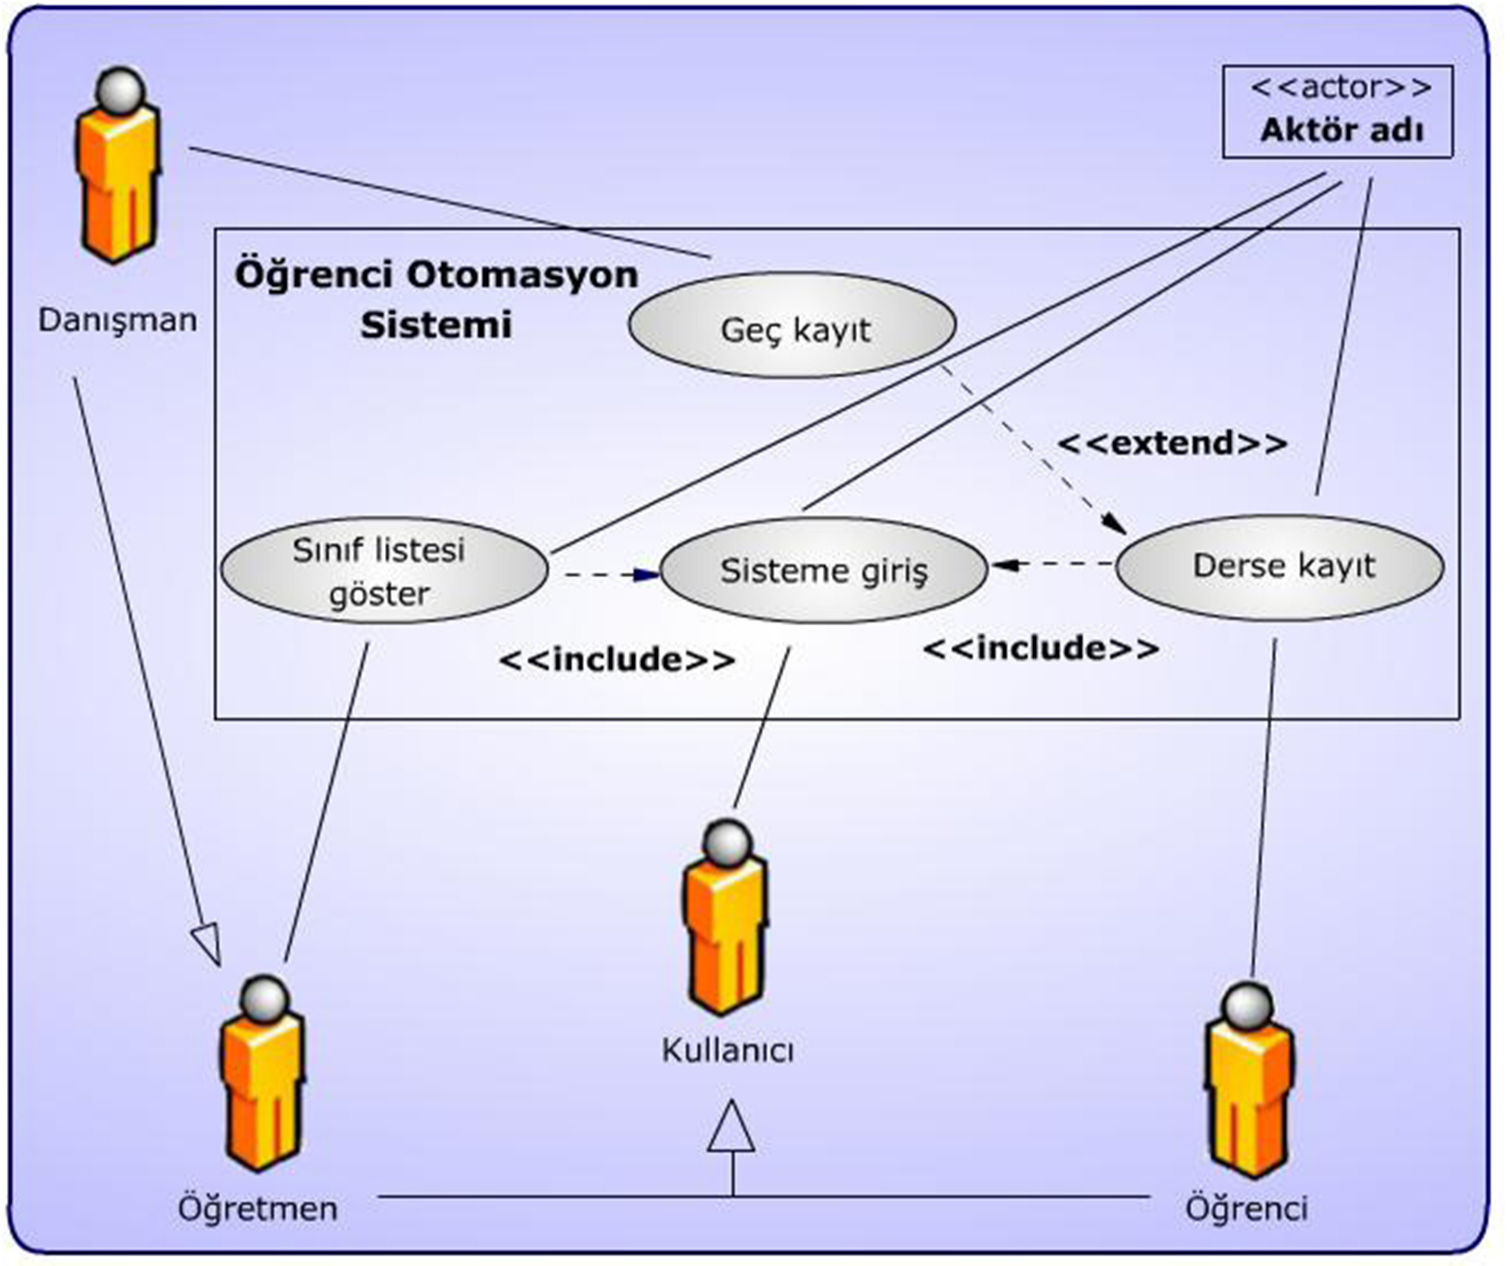 <<actor>>
Aktör adı
Danışman
Öğrenci Otomasyon
Sistemi
Geç kayıt
<<extend>>
Sınıf listesi
göster
Sisteme giriş
Derse kayıt
<<include>>
<<include>>
Kullanıcı
Öğretmen
Öğrenci